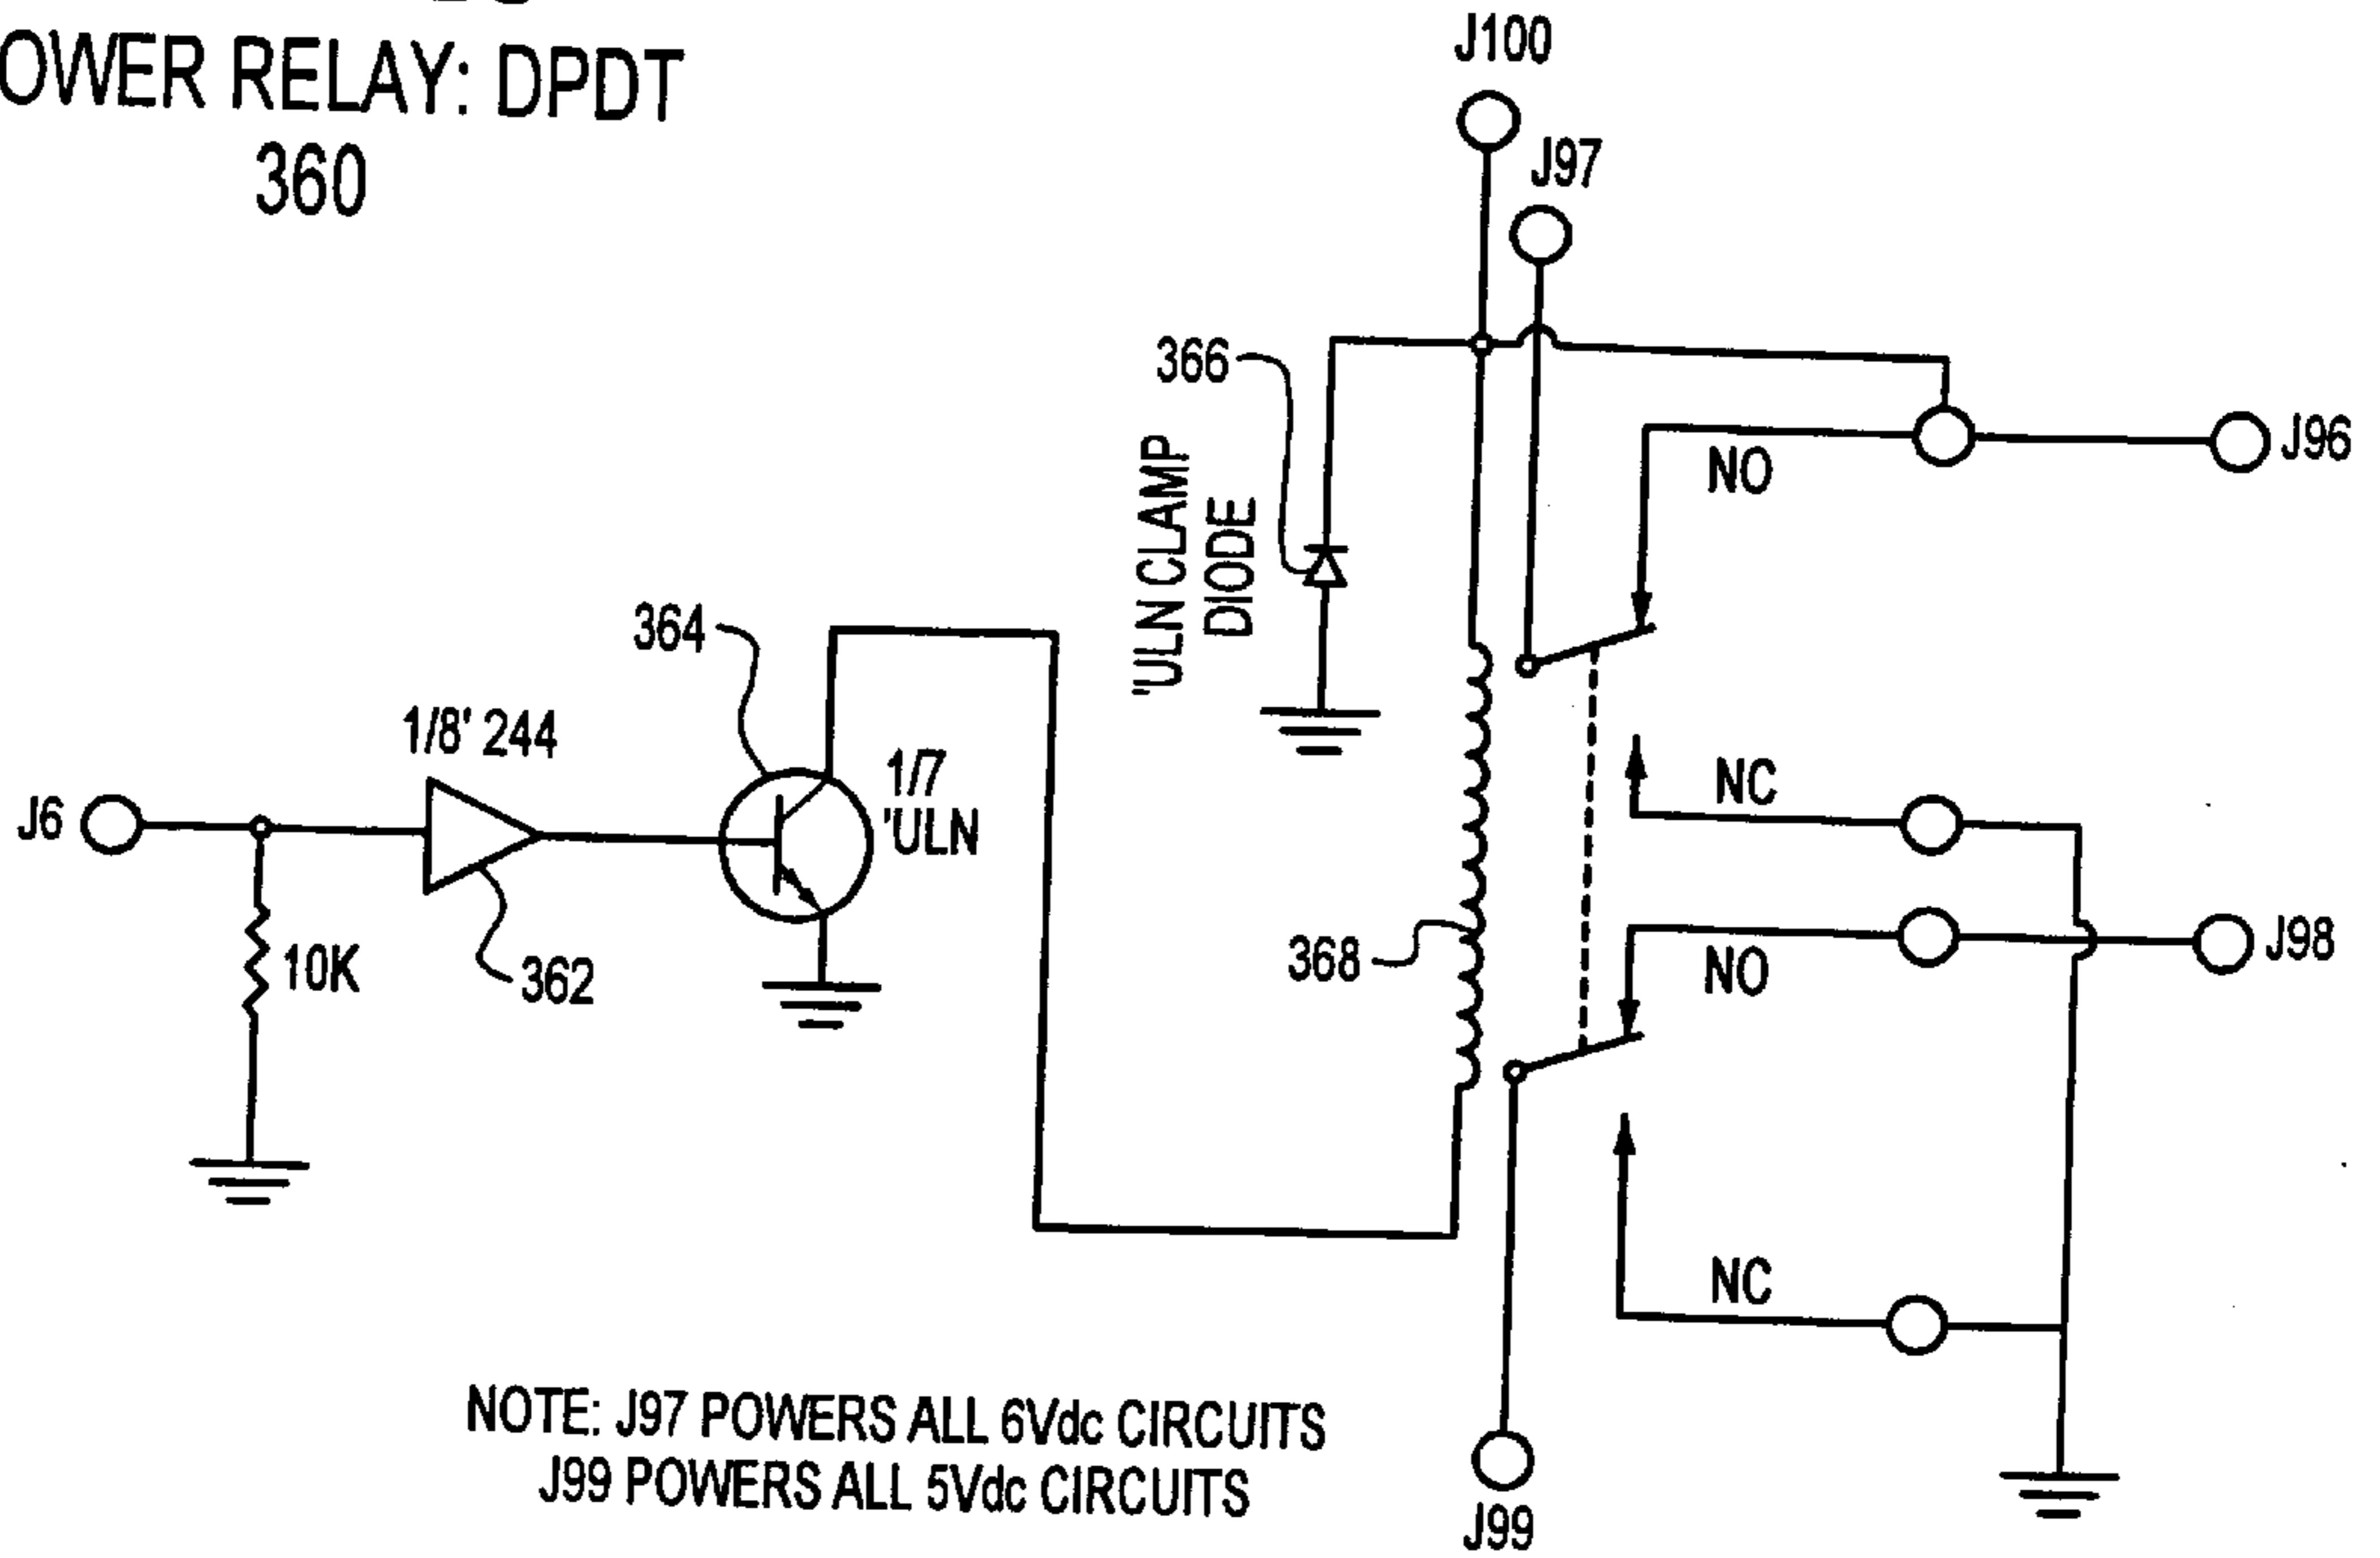 OWER RELAY: DPDT
360
J100
J97
366
'ULN CLAMP
DIODE
NO
J96
364
1/8' 244
1/7
'ULN
J6
NC
10K
362
368
NO
J98
NC
NOTE: J97 POWERS ALL 6Vdc CIRCUITS
J99 POWERS ALL 5Vdc CIRCUITS
J99